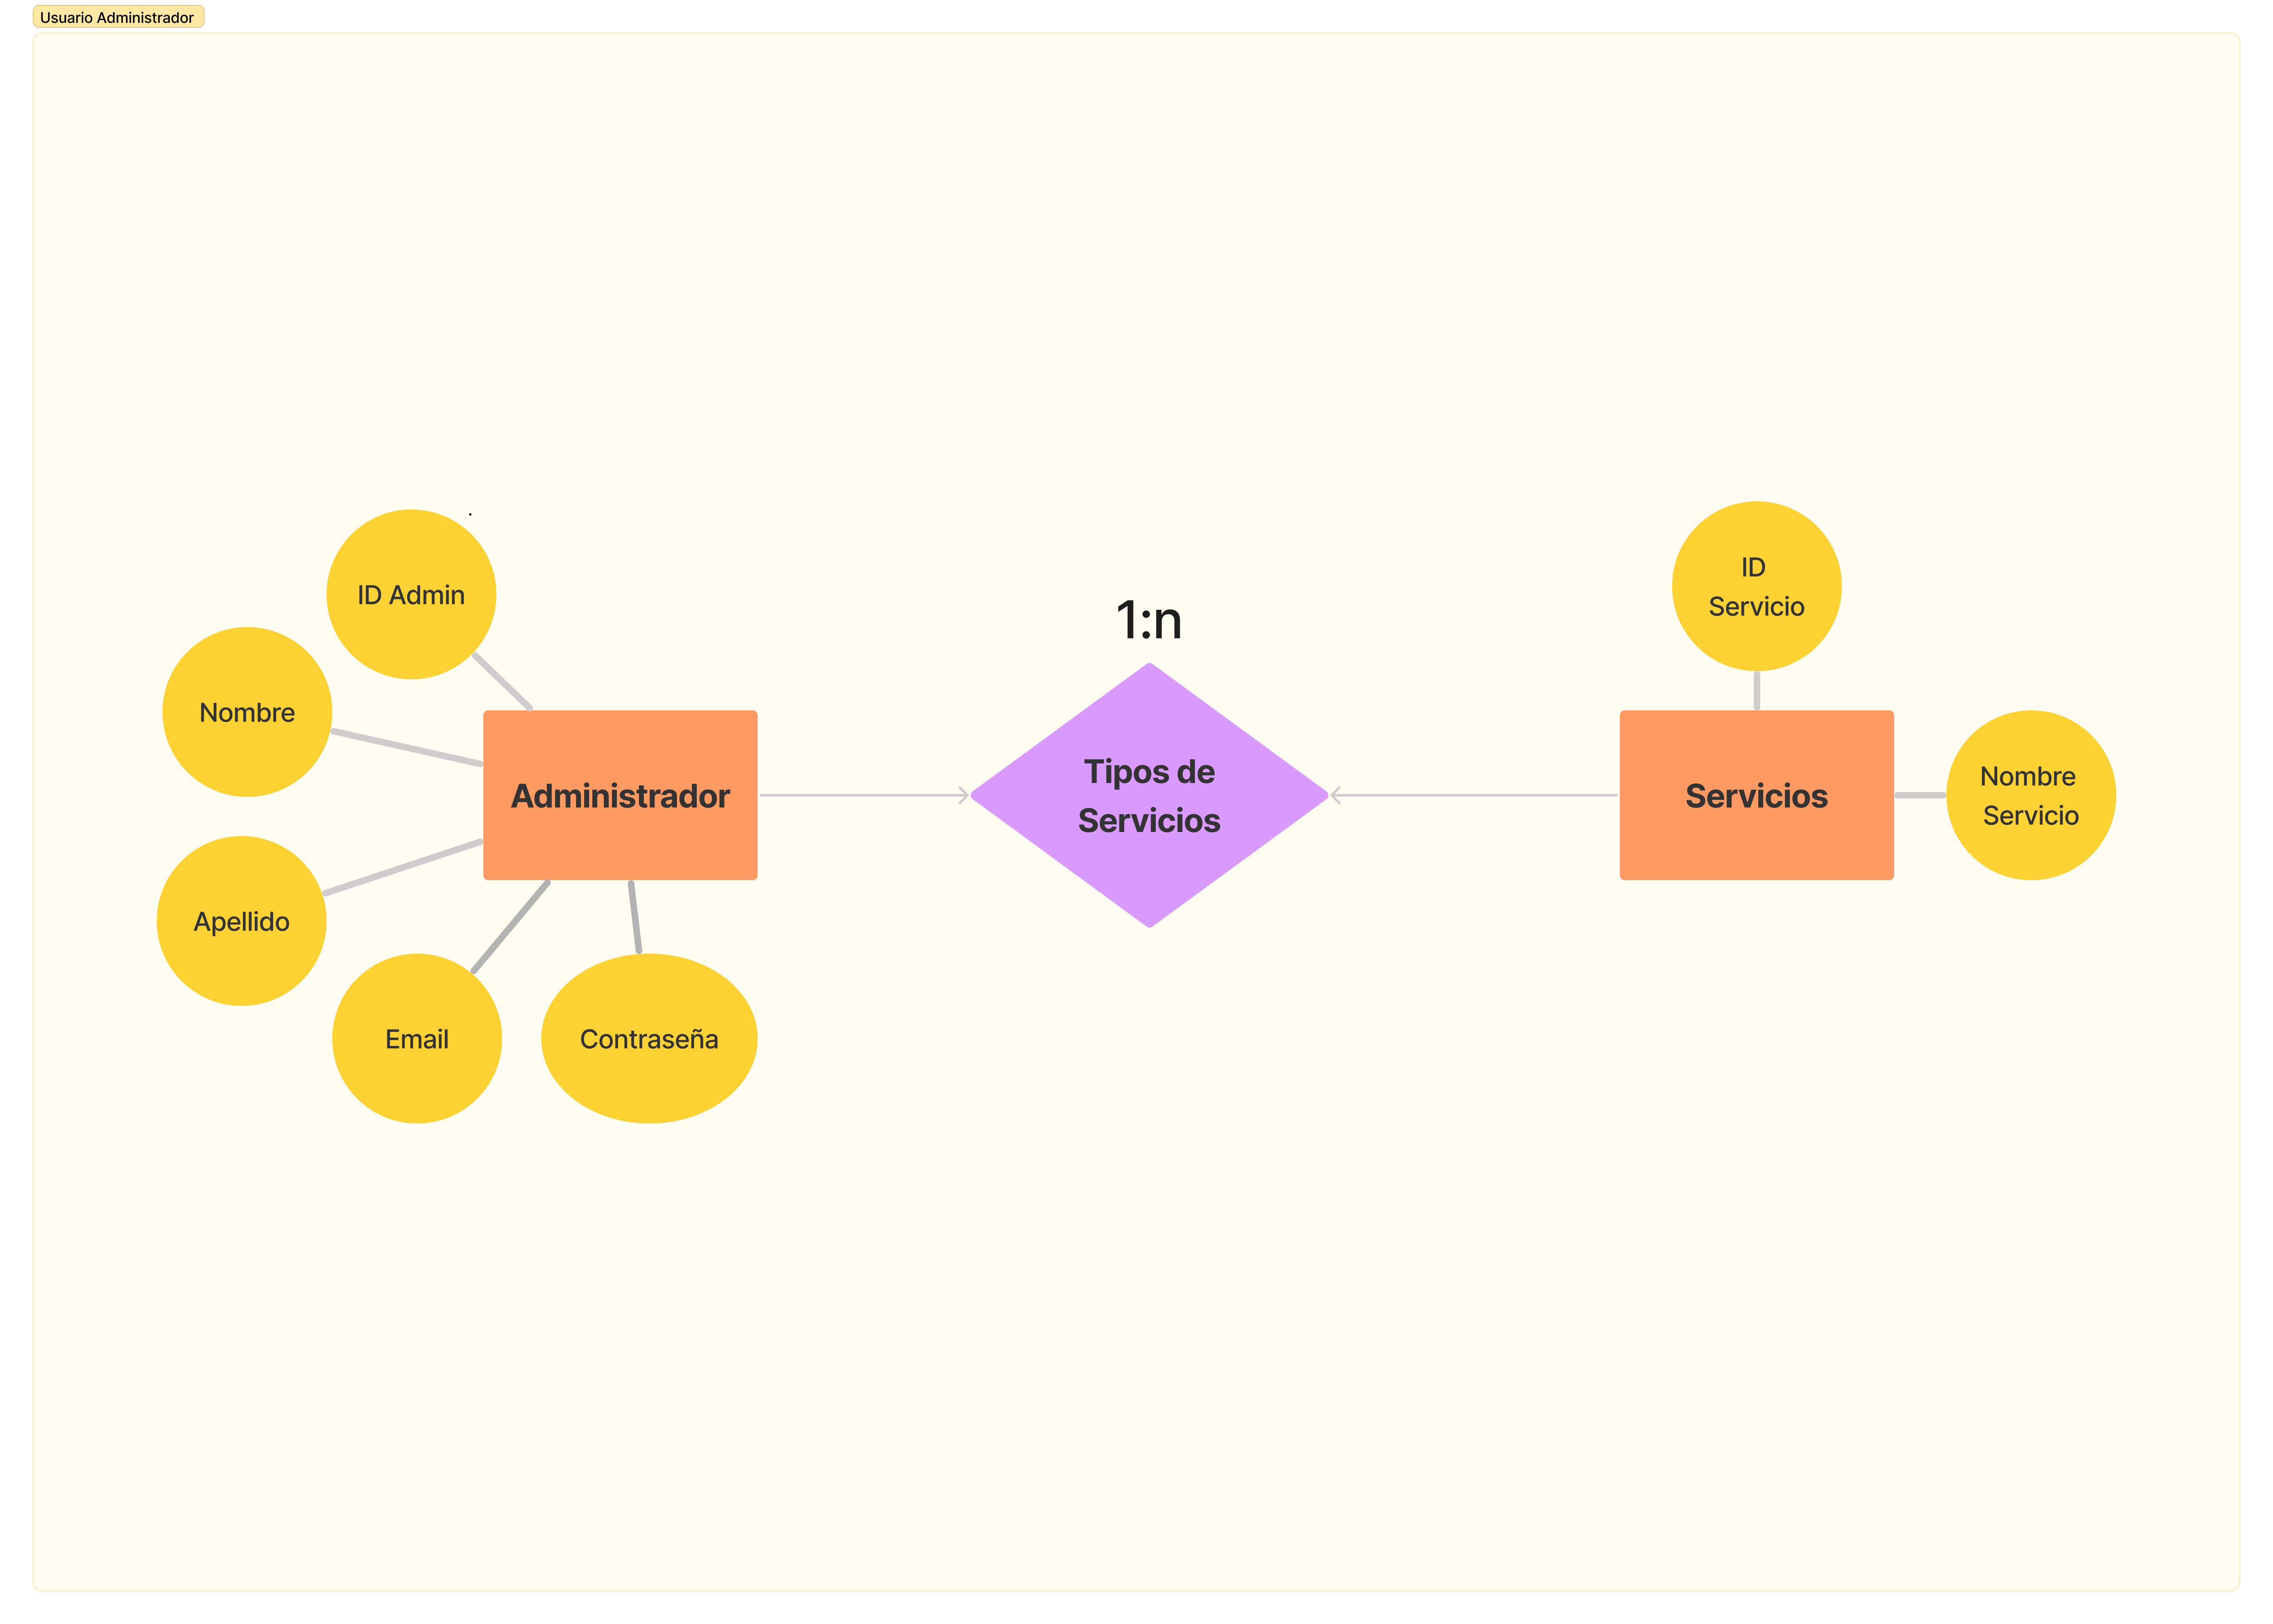 Usuario Administrador
ID Admin
Nombre
Apellido
Email
Contraseña
Administrador
1:n
Tipos de
Servicios
ID
Servicio
Servicios
Nombre
Servicio